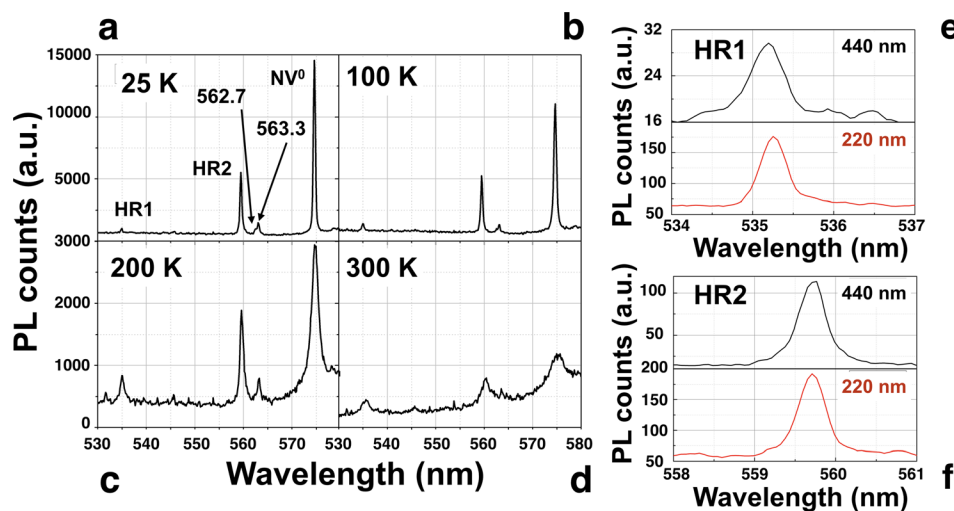 a
b
15000
25 K
NV⁰
100 K
562.7
563.3
10000
HR2
5000
HR1
3000
200 K
300 K
2000
1000
0
530 540 550 560 570 530 540 550 560 570 580
PL counts (a.u.)
Wavelength (nm)
c
d
e
32
HR1
440 nm
24
16
220 nm
150
100
50
534 535 536 537
PL counts (a.u.)
Wavelength (nm)
HR2
440 nm
100
50
200
220 nm
150
100
50
558 559 560 561
PL counts (a.u.)
Wavelength (nm)
f